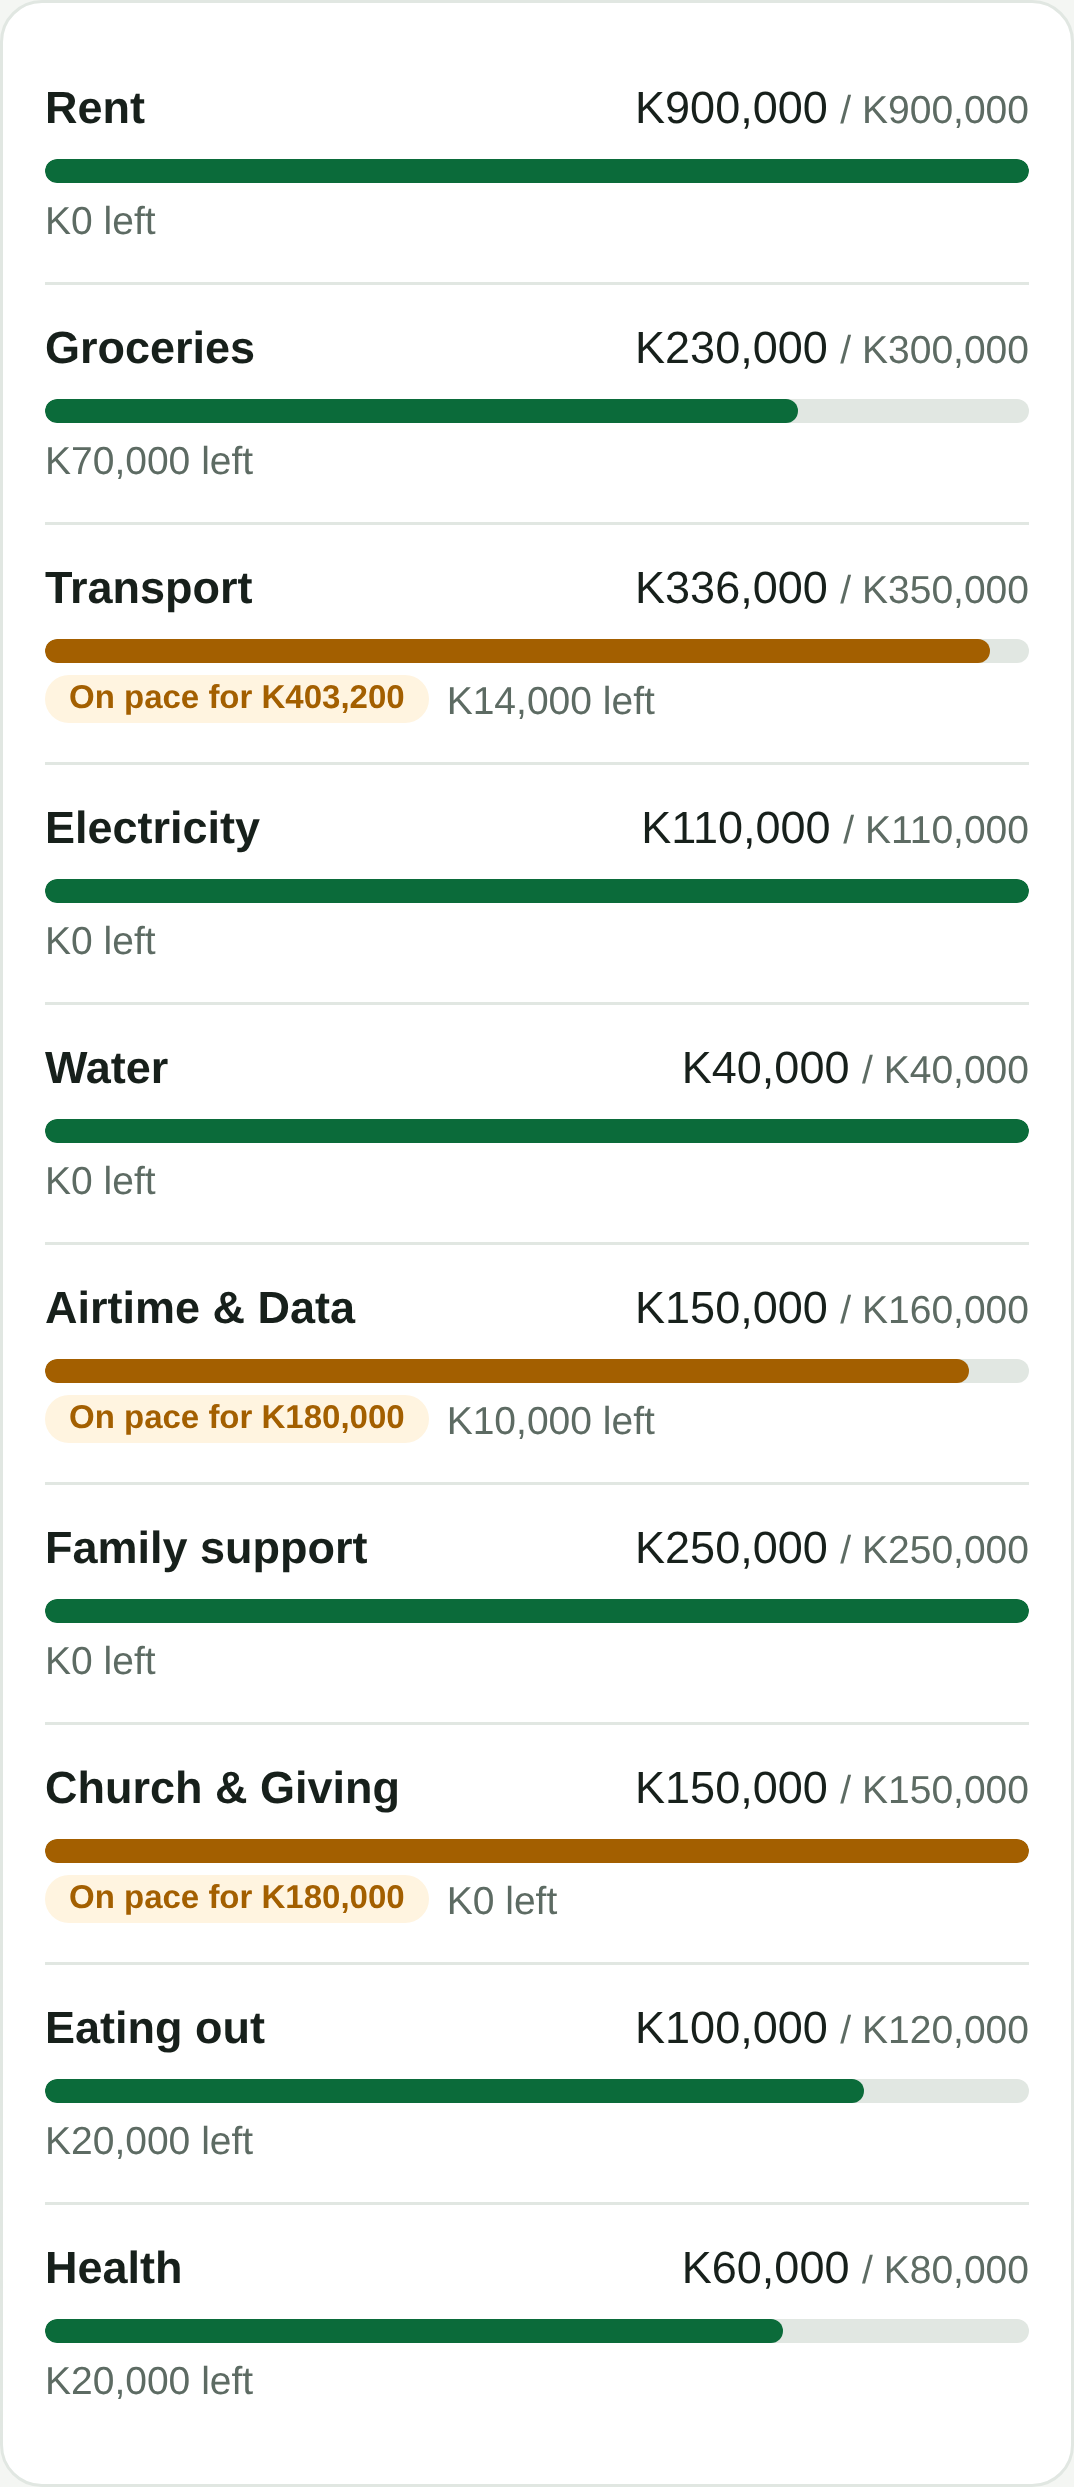 Rent K900,000 / K900,000
K0 left
Groceries K230,000 / K300,000
K70,000 left
Transport K336,000 / K350,000
On pace for K403,200 K14,000 left
Electricity K110,000 / K110,000
K0 left
Water K40,000 / K40,000
K0 left
Airtime & Data K150,000 / K160,000
On pace for K180,000 K10,000 left
Family support K250,000 / K250,000
K0 left
Church & Giving K150,000 / K150,000
On pace for K180,000 K0 left
Eating out K100,000 / K120,000
K20,000 left
Health K60,000 / K80,000
K20,000 left